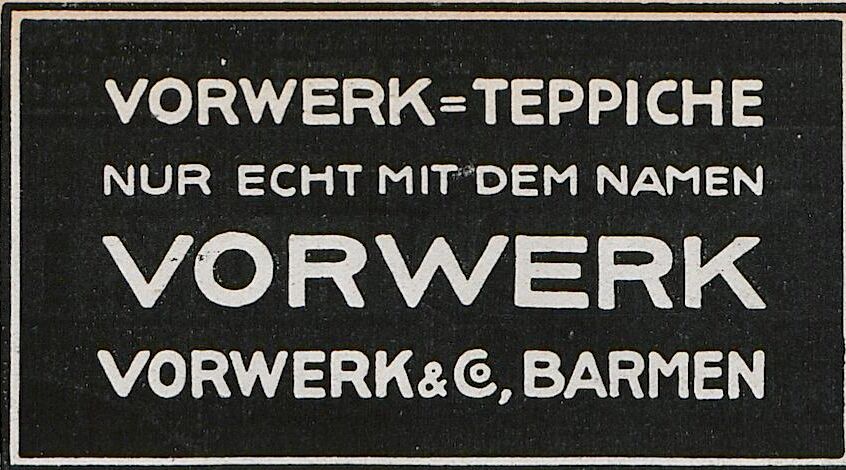 VORWERK=TEPPICHE
NUR ECHT MIT DEM NAMEN
VORWERK
VORWERK & Co, BARMEN